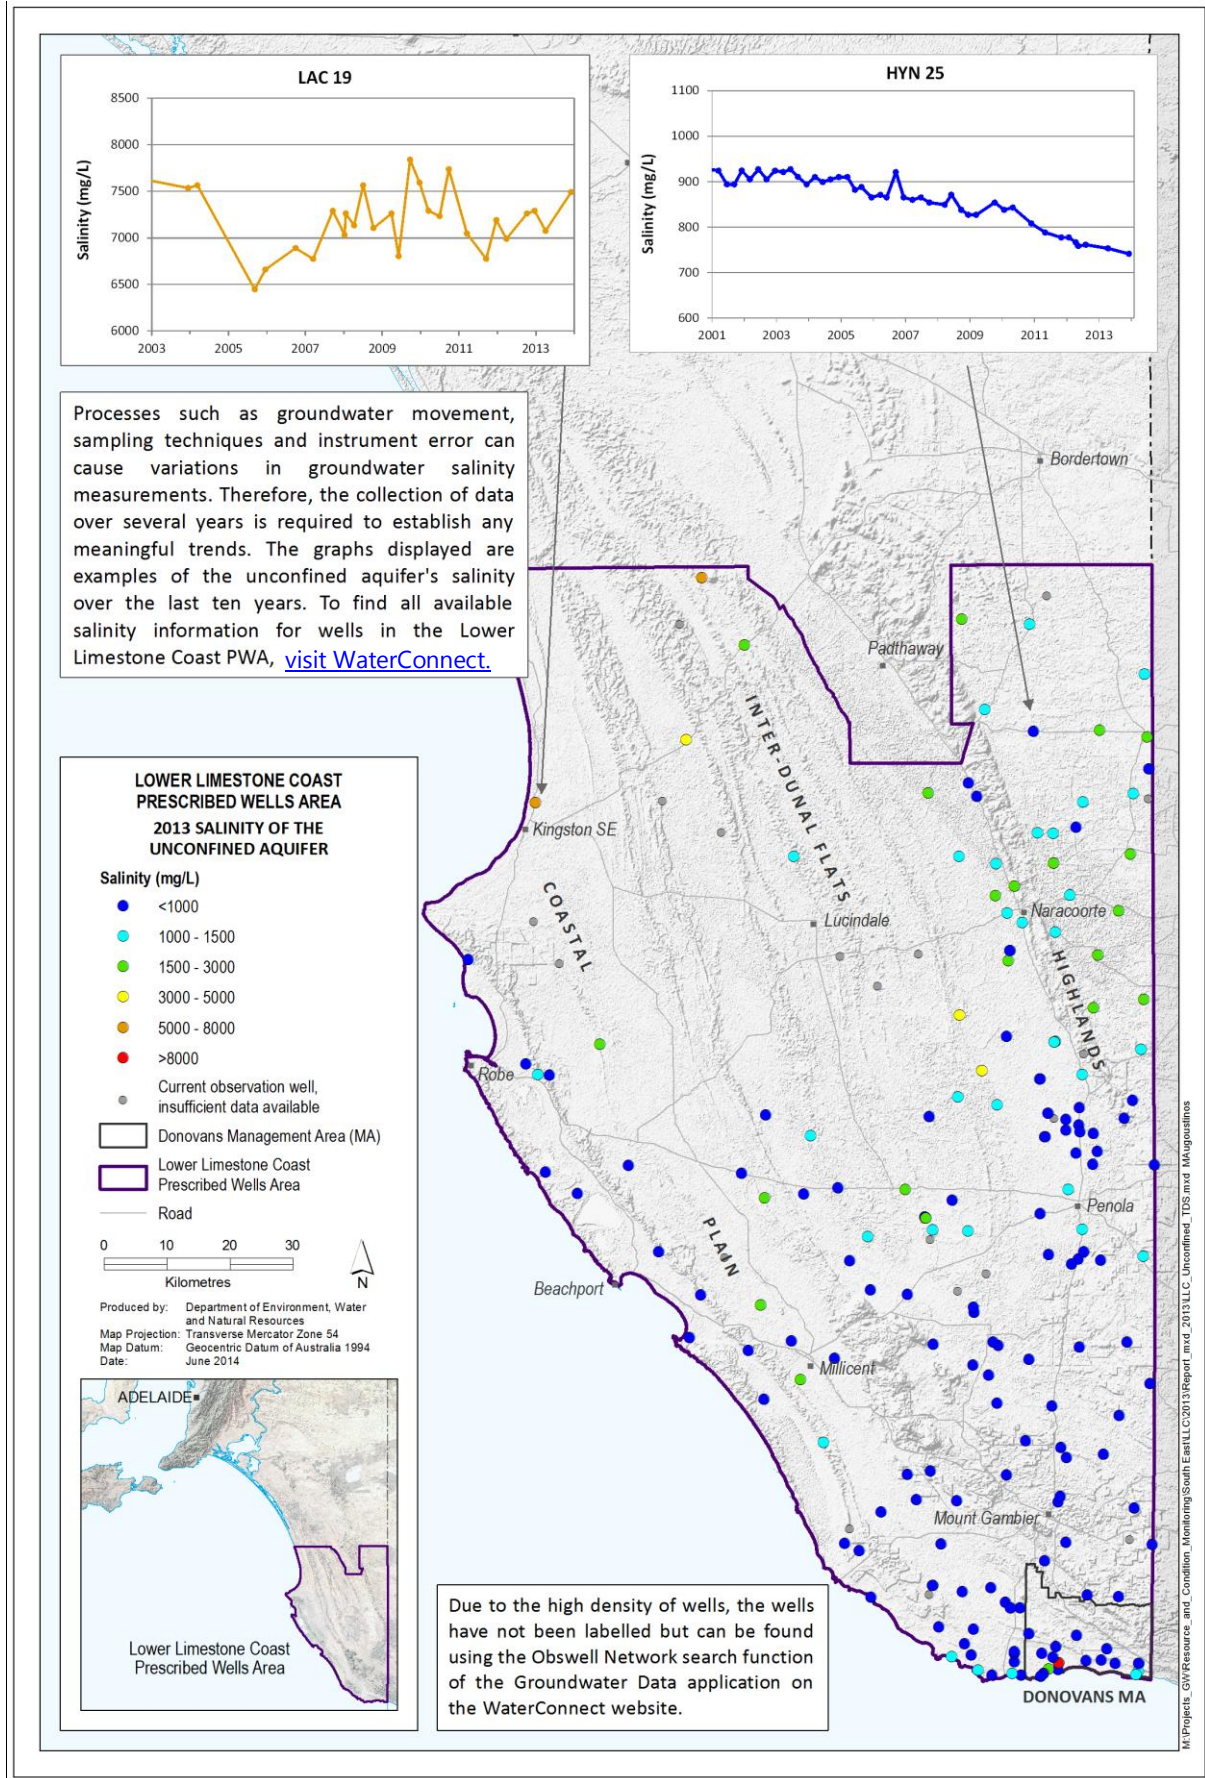 LAC 19
8500
8000
7500
7000
6500
6000
Salinity (mg/L)
2003
2005
2007
2009
2011
2013
HYN 25
1100
1000
900
800
700
600
Salinity (mg/L)
2001
2003
2005
2007
2009
2011
2013
Processes such as groundwater movement,
sampling techniques and instrument error can
cause variations in groundwater salinity
measurements. Therefore, the collection of data
over several years is required to establish any
meaningful trends. The graphs displayed are
examples of the unconfined aquifer's salinity
over the last ten years. To find all available
salinity information for wells in the Lower
Limestone Coast PWA, visit WaterConnect.
Bordertown
Padthaway
INTER-DUNAL FLATS
Kingston SE
COASTAL
Lucindale
Naracoorte
HIGHLANDS
Robe
Penola
PLAIN
Beachport
Millicent
Mount Gambier
DONOVANS MA
LOWER LIMESTONE COAST
PRESCRIBED WELLS AREA
2013 SALINITY OF THE
UNCONFINED AQUIFER
Salinity (mg/L)
<1000
1000 - 1500
1500 - 3000
3000 - 5000
5000 - 8000
>8000
Current observation well,
insufficient data available
Donovans Management Area (MA)
Lower Limestone Coast
Prescribed Wells Area
Road
0 10 20 30
Kilometres
N
Produced by: Department of Environment, Water
and Natural Resources
Map Projection: Transverse Mercator Zone 54
Map Datum: Geocentric Datum of Australia 1994
Date: June 2014
ADELAIDE
Lower Limestone Coast
Prescribed Wells Area
Due to the high density of wells, the wells
have not been labelled but can be found
using the Obswell Network search function
of the Groundwater Data application on
the WaterConnect website.
M:\Projects_GW\Resource_and_Condition_Monitoring\South East\LLC\2013\Report_mxd_2013\LLC_Unconfined_TDS.mxd MAugoustinos